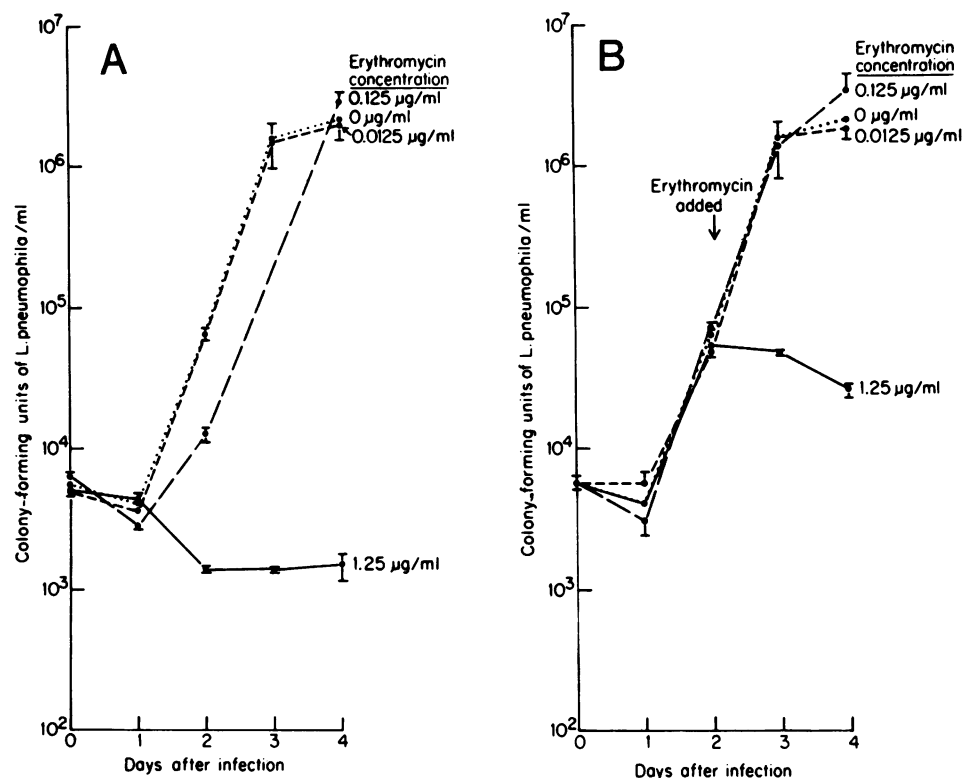 A
10⁷
10⁶
10⁵
10⁴
10³
10²
Colony-forming units of L. pneumophila/ml
Erythromycin
concentration
0.125 µg/ml
0 µg/ml
0.0125 µg/ml
1.25 µg/ml
0 1 2 3 4
Days after infection
B
10⁷
10⁶
10⁵
10⁴
10³
10²
Colony-forming units of L. pneumophila/ml
Erythromycin
concentration
0.125 µg/ml
0 µg/ml
0.0125 µg/ml
Erythromycin
added
1.25 µg/ml
0 1 2 3 4
Days after infection